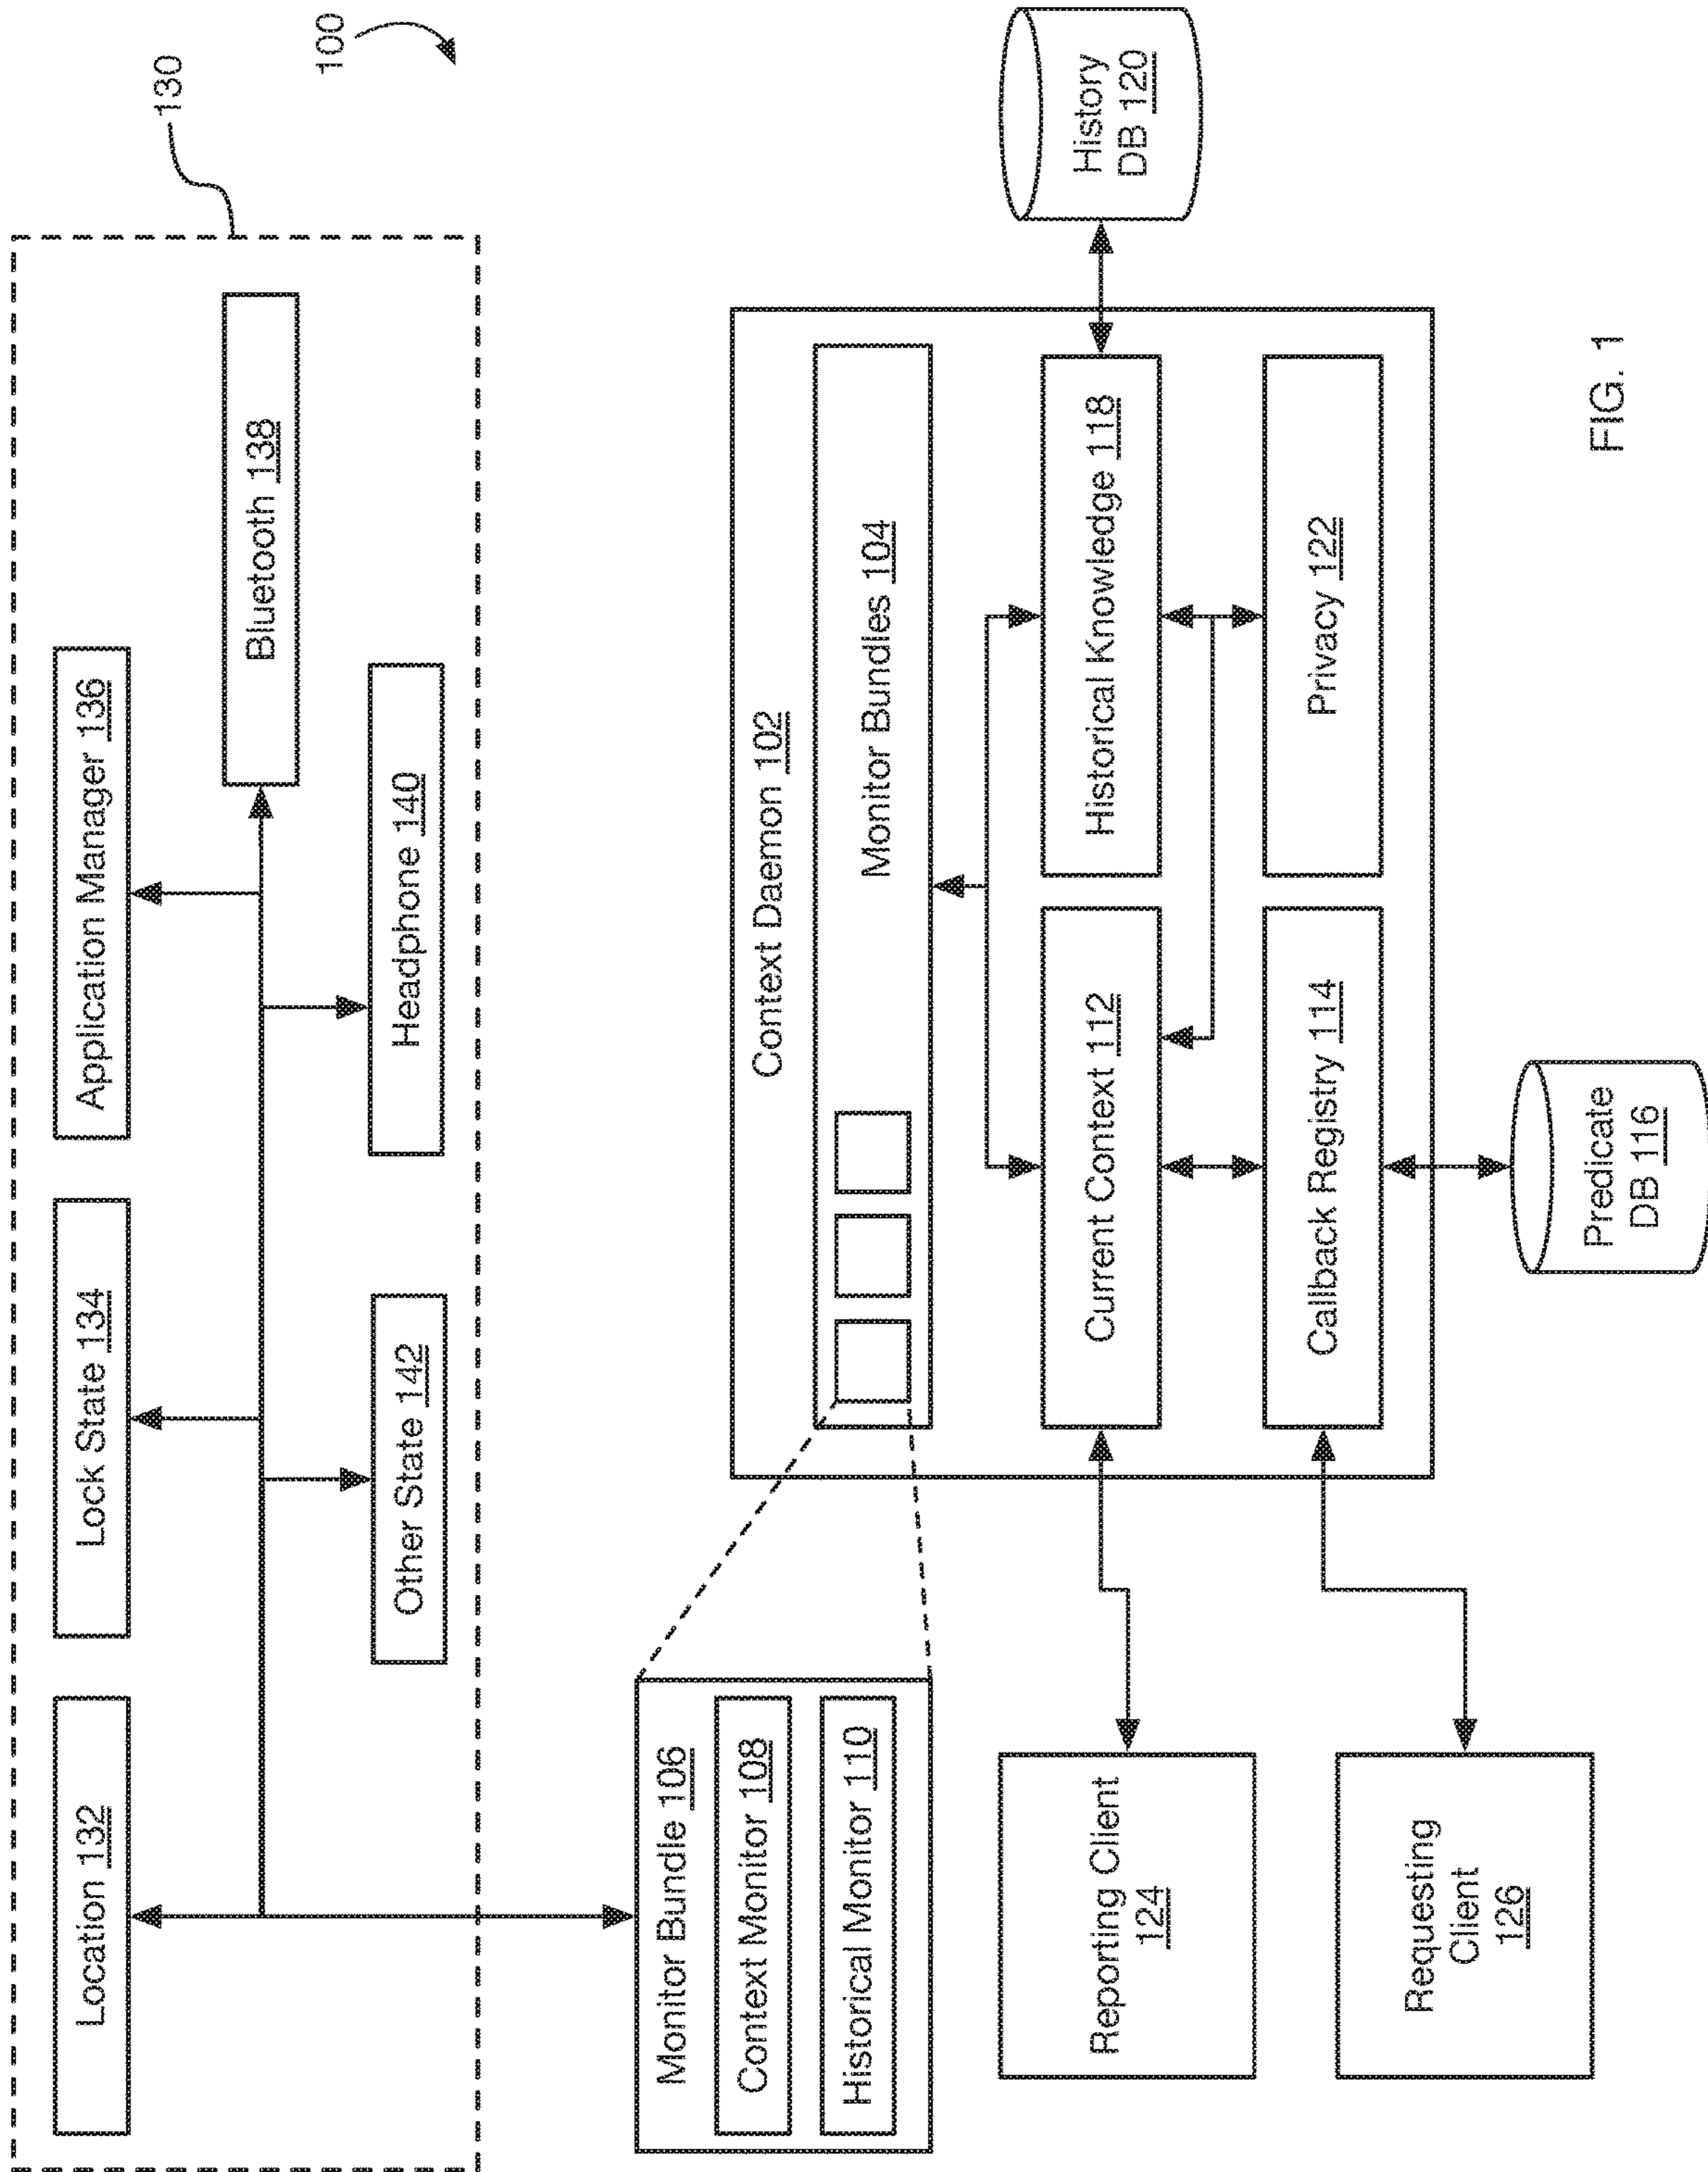 130
100
Location 132
Lock State 134
Application Manager 136
Bluetooth 138
Other State 142
Headphone 140
Monitor Bundle 106
Context Monitor 108
Historical Monitor 110
Context Daemon 102
Monitor Bundles 104
Current Context 112
Historical Knowledge 118
Callback Registry 114
Privacy 122
History
DB 120
Reporting Client
124
Requesting
Client
126
Predicate
DB 116
FIG. 1